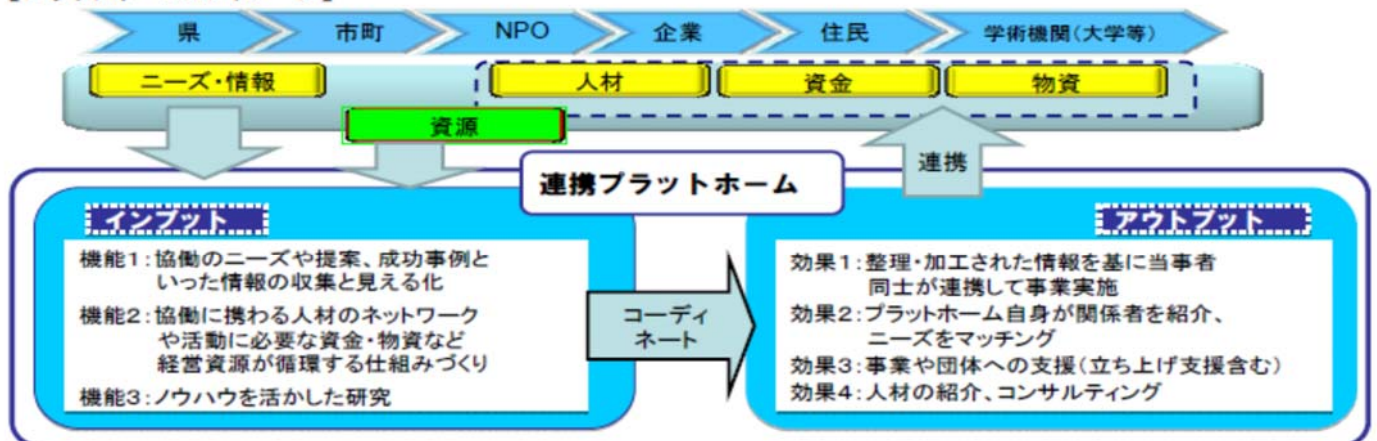 県
市町
NPO
企業
住民
学術機関(大学等)
ニーズ・情報
人材
資金
物資
資源
連携
連携プラットホーム
インプット
機能1:協働のニーズや提案、成功事例と
いった情報の収集と見える化
機能2:協働に携わる人材のネットワーク
や活動に必要な資金・物資など
経営資源が循環する仕組みづくり
機能3:ノウハウを活かした研究
コーディ
ネート
アウトプット
効果1:整理・加工された情報を基に当事者
同士が連携して事業実施
効果2:プラットホーム自身が関係者を紹介、
ニーズをマッチング
効果3:事業や団体への支援(立ち上げ支援含む)
効果4:人材の紹介、コンサルティング